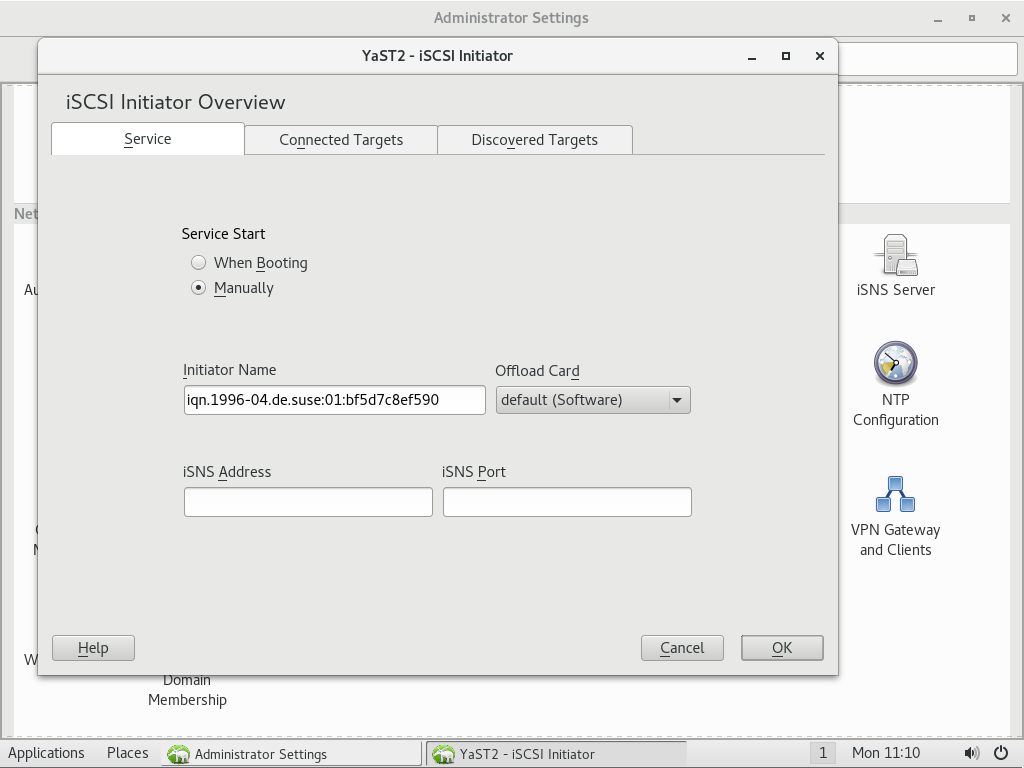 Administrator Settings
YaST2 - iSCSI Initiator
iSCSI Initiator Overview
Service
Connected Targets
Discovered Targets
Net
Service Start
When Booting
Manually
Au
iSNS Server
Initiator Name
Offload Card
iqn.1996-04.de.suse:01:bf5d7c8ef590
default (Software)
NTP
Configuration
iSNS Address
iSNS Port
VPN Gateway
and Clients
Help
Cancel
OK
W
Domain
Membership
Applications
Places
Administrator Settings
YaST2 - iSCSI Initiator
1
Mon 11:10